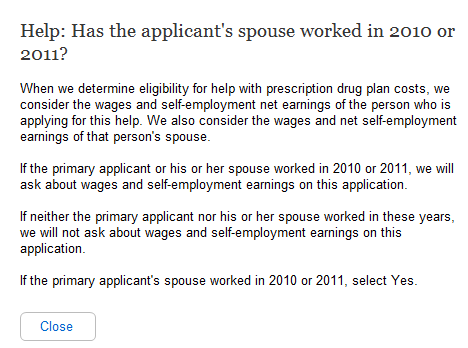 Help: Has the applicant's spouse worked in 2010 or
2011?
When we determine eligibility for help with prescription drug plan costs, we
consider the wages and self-employment net earnings of the person who is
applying for this help. We also consider the wages and net self-employment
earnings of that person's spouse.
If the primary applicant or his or her spouse worked in 2010 or 2011, we will
ask about wages and self-employment earnings on this application.
If neither the primary applicant nor his or her spouse worked in these years,
we will not ask about wages and self-employment earnings on this
application.
If the primary applicant's spouse worked in 2010 or 2011, select Yes.
Close